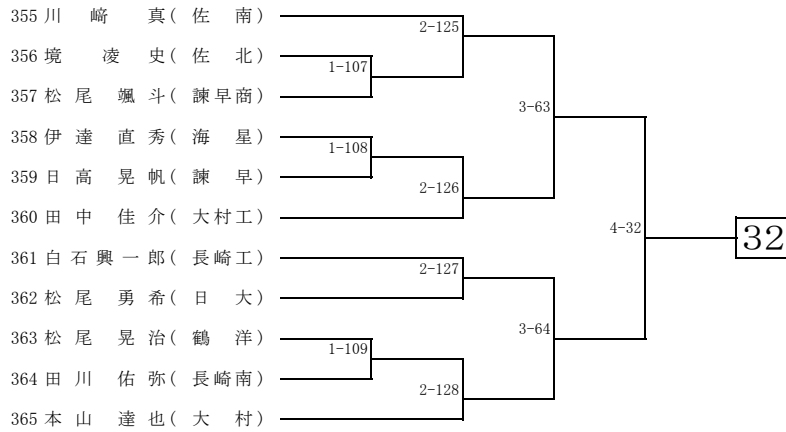 355 川﨑 真(佐南)
2-125
356 境 凌史(佐北)
1-107
357 松尾 颯斗(諫早商)
3-63
358 伊達 直秀(海星)
1-108
359 日高 晃帆(諫早)
2-126
360 田中 佳介(大村工)
4-32
32
361 白石 興一郎(長崎工)
2-127
362 松尾 勇希(日大)
3-64
363 松尾 晃治(鶴洋)
1-109
364 田川 佑弥(長崎南)
2-128
365 本山 達也(大村)